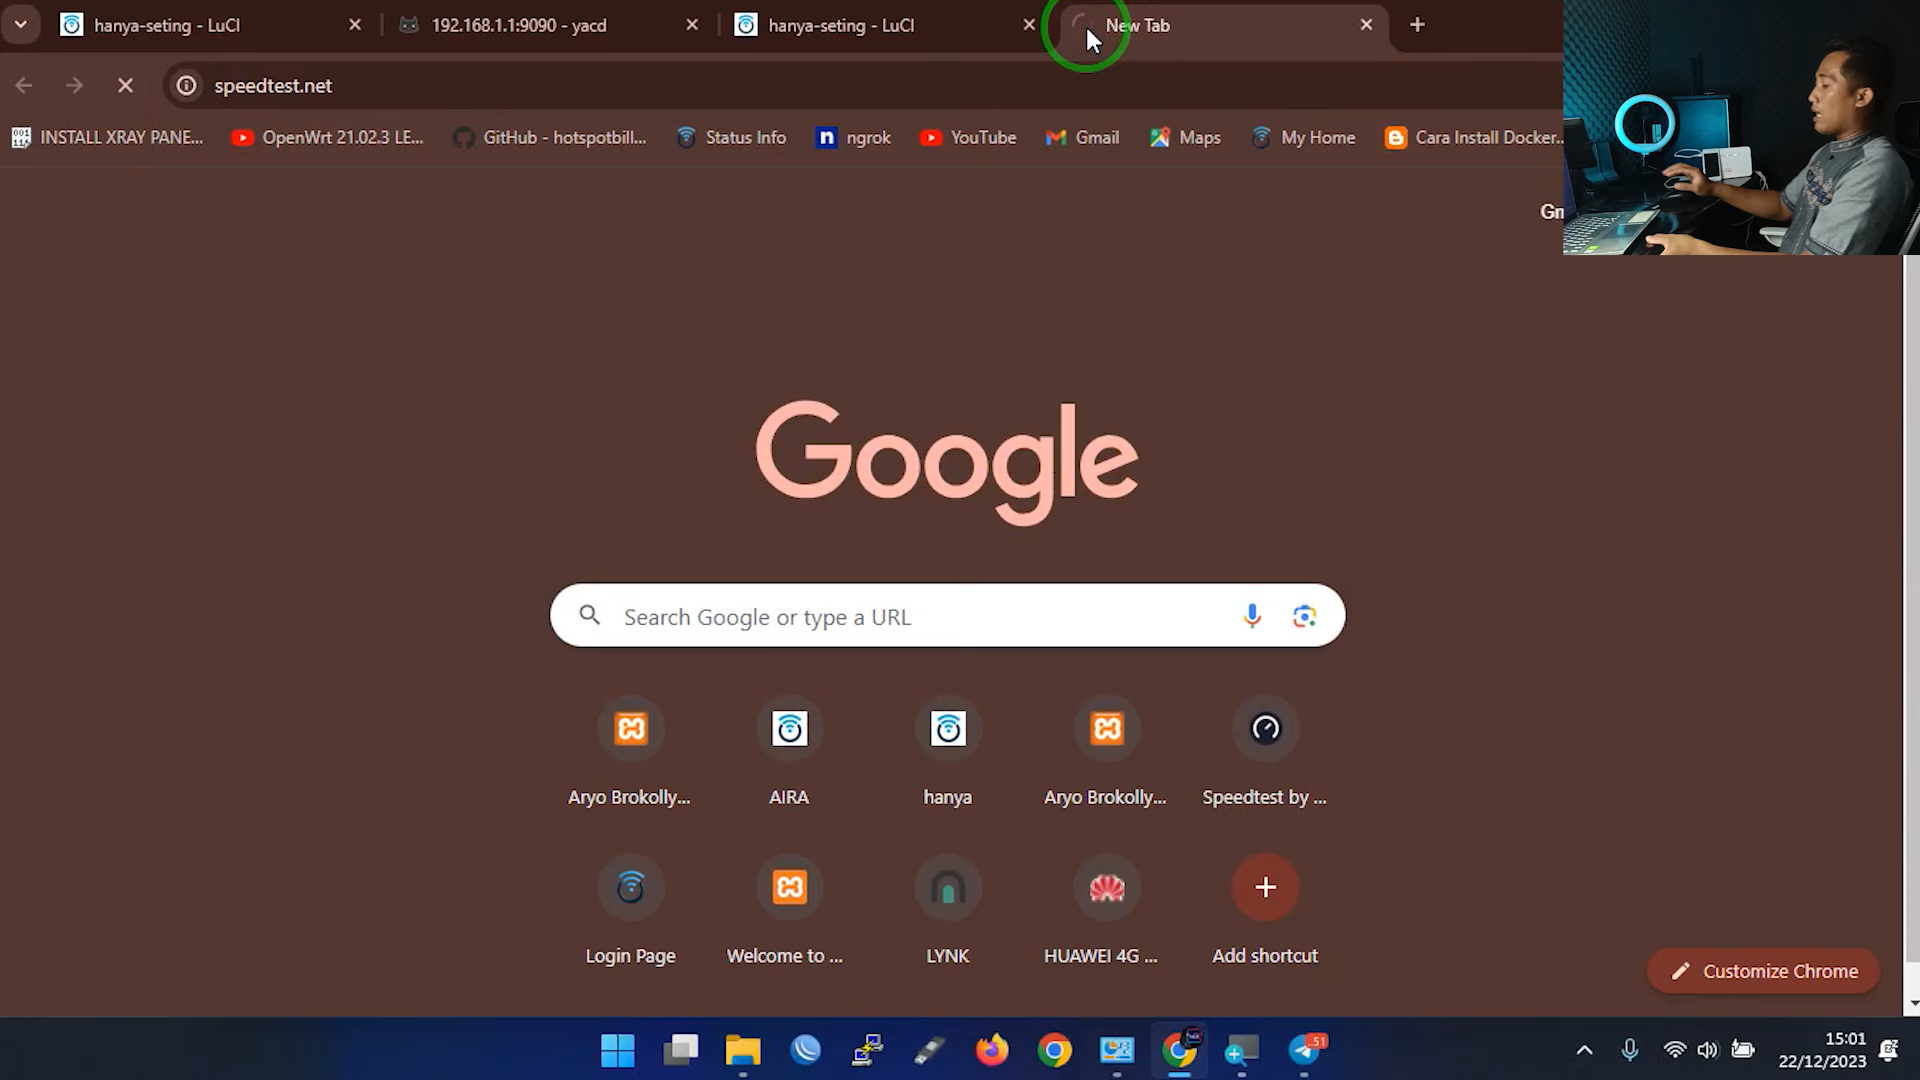 hanya-seting - LuCI
192.168.1.1:9090 - yacd
hanya-seting - LuCI
New Tab
speedtest.net
INSTALL XRAY PANE...
OpenWrt 21.02.3 LE...
GitHub - hotspotbill...
Status Info
ngrok
YouTube
Gmail
Maps
My Home
Cara Install Docker...
Gm
Google
Search Google or type a URL
Aryo Brokolly...
AIRA
hanya
Aryo Brokolly...
Speedtest by ...
Login Page
Welcome to ...
LYNK
HUAWEI 4G ...
Add shortcut
Customize Chrome
51
15:01
22/12/2023